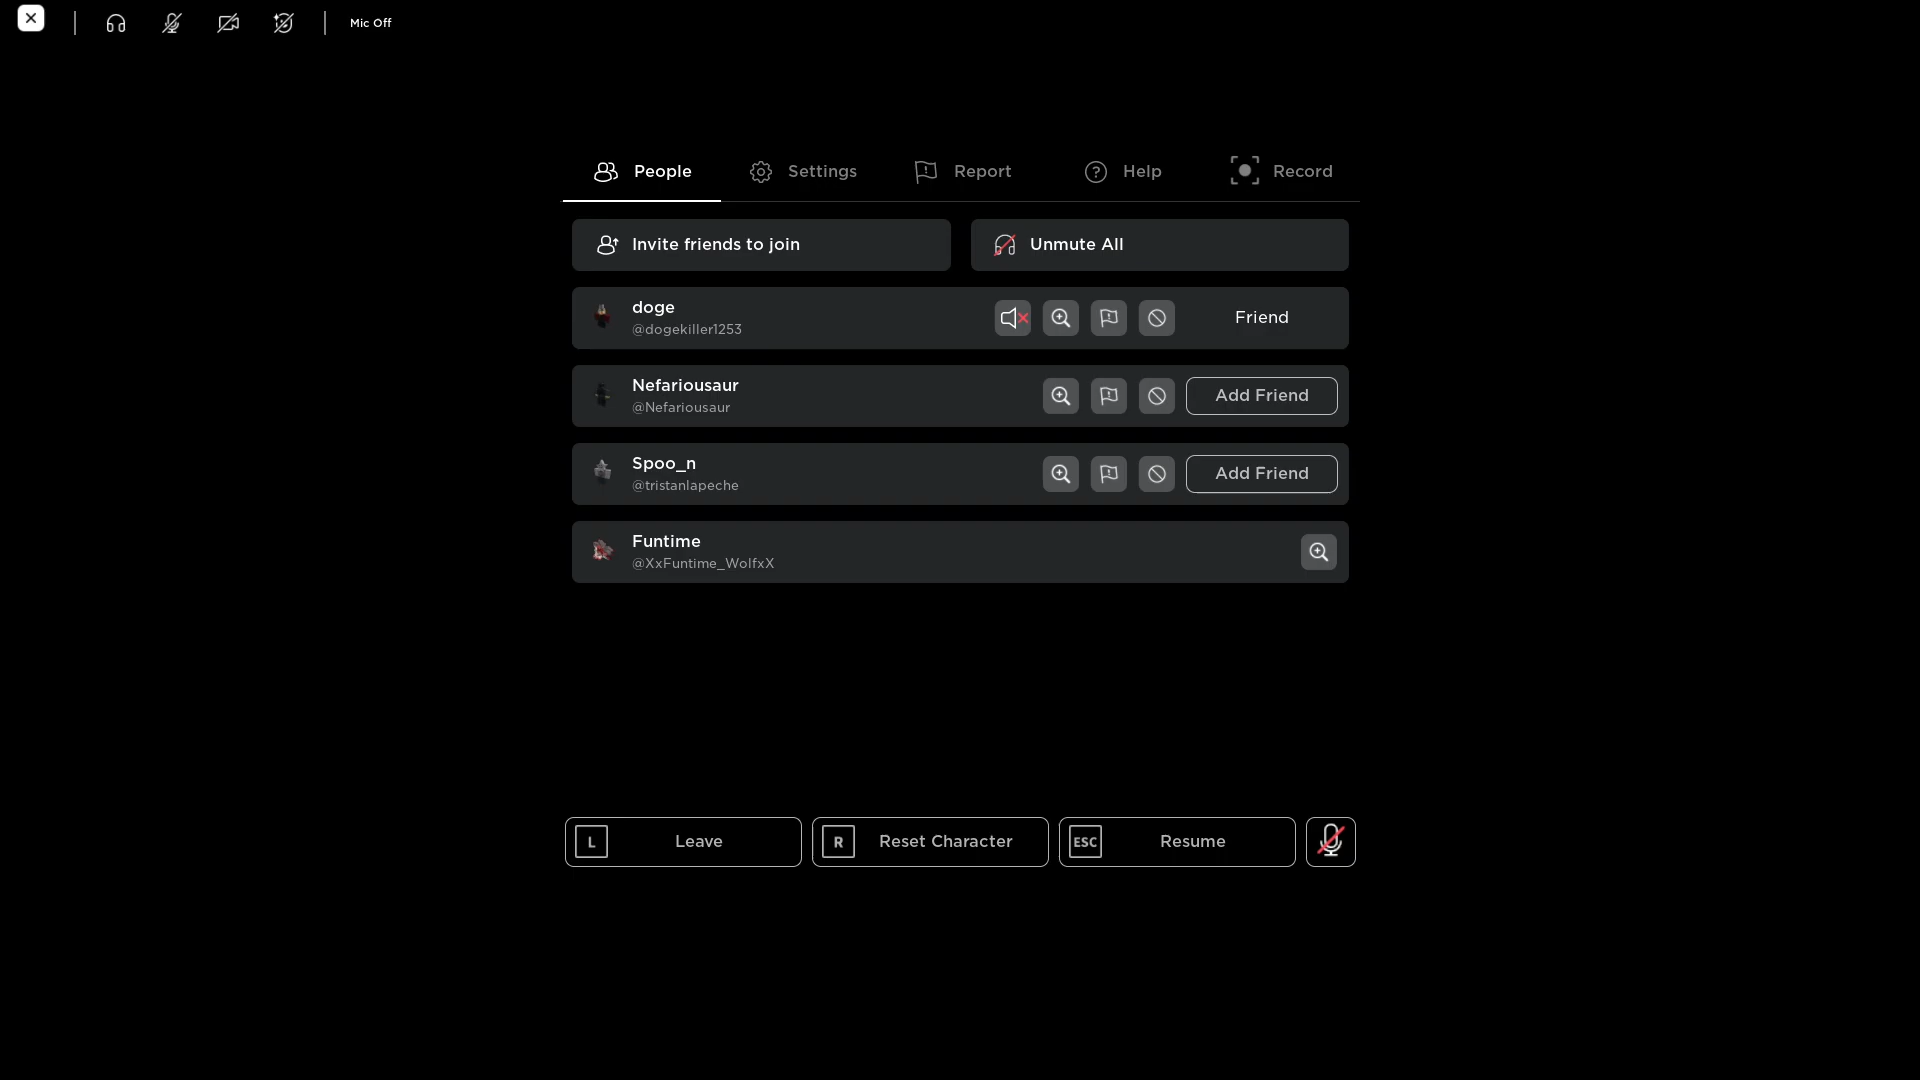 Mic Off
People
Settings
Report
Help
Record
Invite friends to join
Unmute All
doge
@dogekiller1253
Friend
Nefariousaur
@Nefariousaur
Add Friend
Spoo_n
@tristanlapeche
Add Friend
Funtime
@XxFuntime_WolfxX
L Leave
R Reset Character
ESC Resume